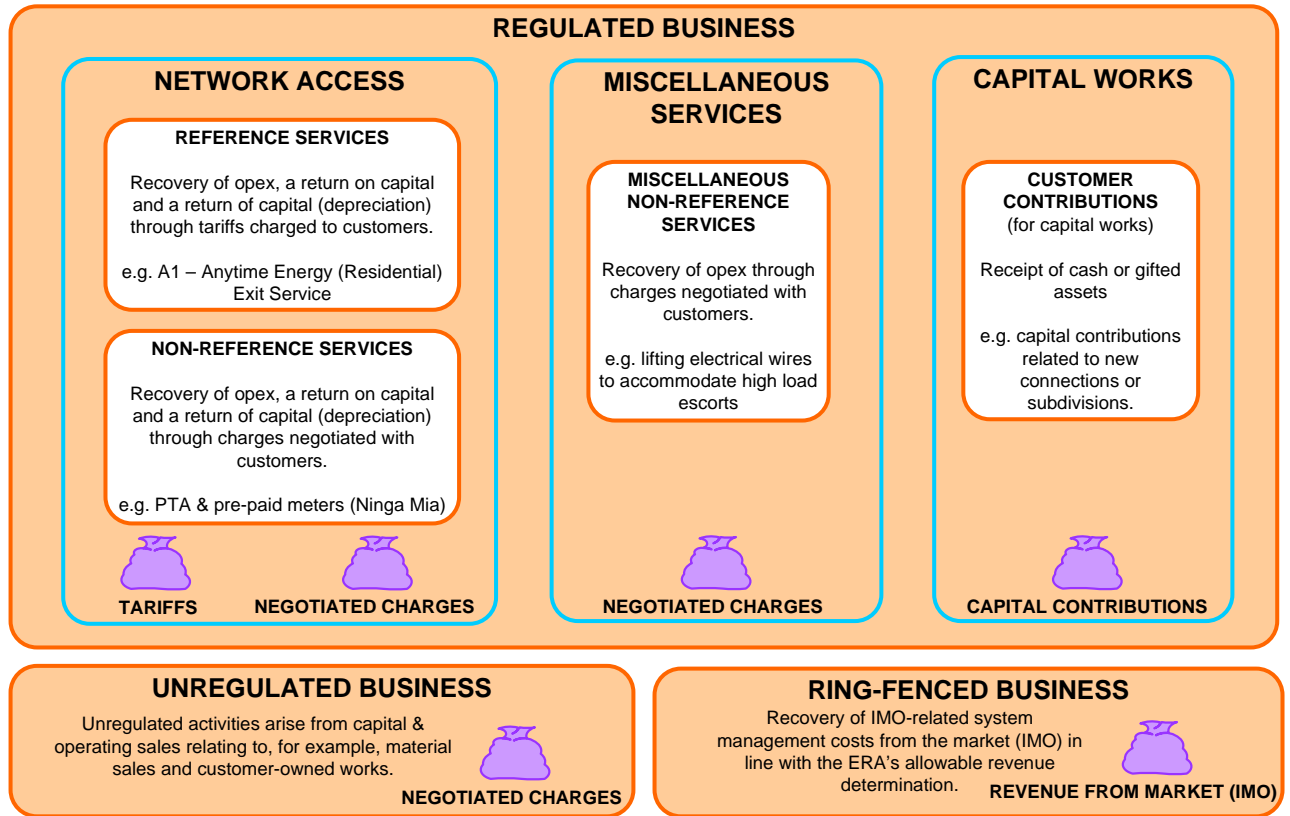 REGULATED BUSINESS
NETWORK ACCESS
REFERENCE SERVICES
Recovery of opex, a return on capital
and a return of capital (depreciation)
through tariffs charged to customers.
e.g. A1 – Anytime Energy (Residential)
Exit Service
NON-REFERENCE SERVICES
Recovery of opex, a return on capital
and a return of capital (depreciation)
through charges negotiated with
customers.
e.g. PTA & pre-paid meters (Ninga Mia)
TARIFFS
NEGOTIATED CHARGES
MISCELLANEOUS
SERVICES
MISCELLANEOUS
NON-REFERENCE
SERVICES
Recovery of opex through
charges negotiated with
customers.
e.g. lifting electrical wires
to accommodate high load
escorts
NEGOTIATED CHARGES
CAPITAL WORKS
CUSTOMER
CONTRIBUTIONS
(for capital works)
Receipt of cash or gifted
assets
e.g. capital contributions
related to new
connections or
subdivisions.
CAPITAL CONTRIBUTIONS
UNREGULATED BUSINESS
Unregulated activities arise from capital &
operating sales relating to, for example, material
sales and customer-owned works.
NEGOTIATED CHARGES
RING-FENCED BUSINESS
Recovery of IMO-related system
management costs from the market (IMO) in
line with the ERA's allowable revenue
determination.
REVENUE FROM MARKET (IMO)